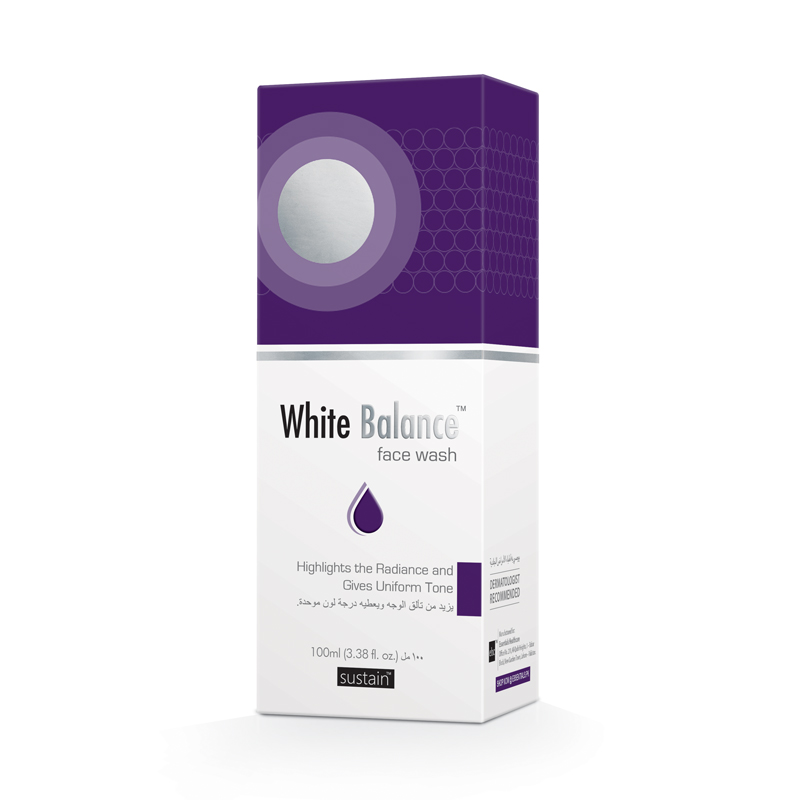 White Balance™
face wash
Highlights the Radiance and
Gives Uniform Tone
يزيد من تألق الوجه ويعطيه درجة لون موحدة.
100ml (3.38 fl. oz.) ١٠٠ مل
sustain™
DERMATOLOGIST
RECOMMENDED